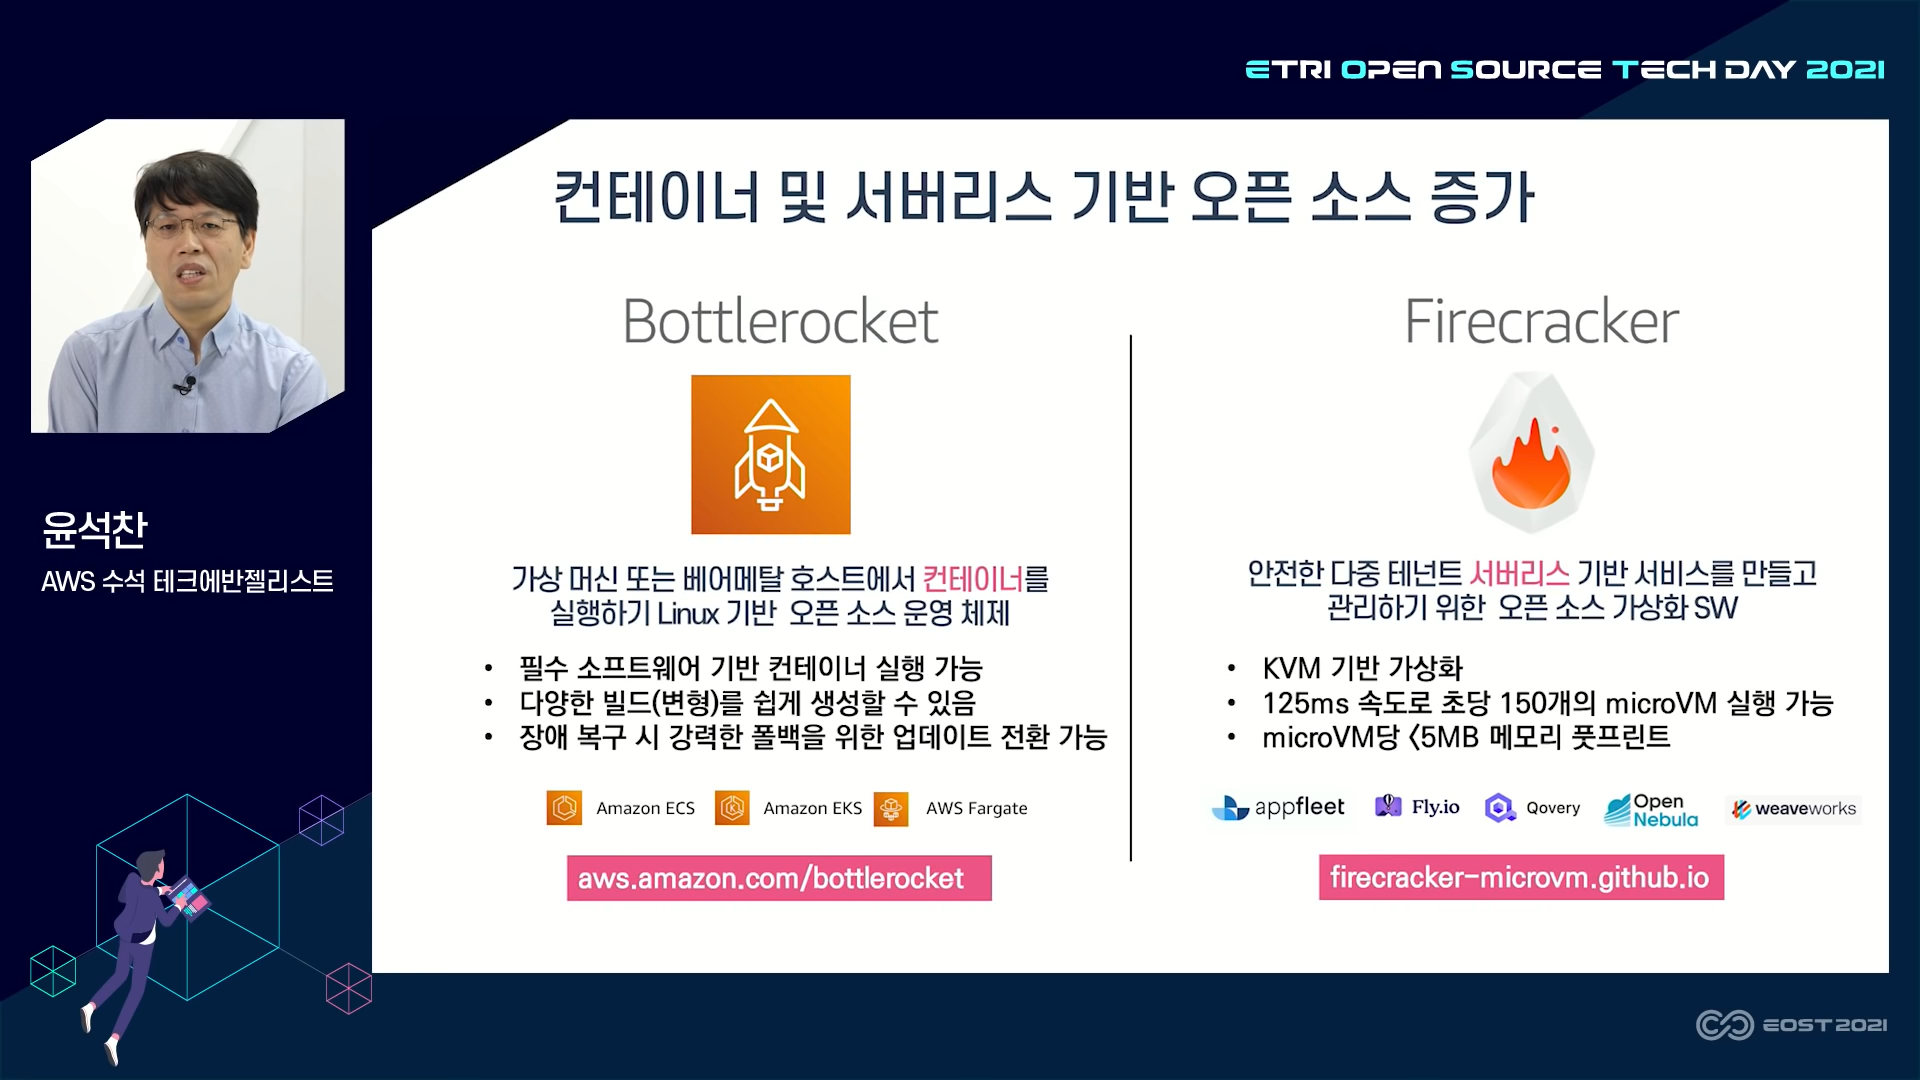 ETRI OPEN SOURCE TECH DAY 2021
윤석찬
AWS 수석 테크에반젤리스트
컨테이너 및 서버리스 기반 오픈 소스 증가
Bottlerocket
가상 머신 또는 베어메탈 호스트에서 컨테이너를
실행하기 Linux 기반 오픈 소스 운영 체제
• 필수 소프트웨어 기반 컨테이너 실행 가능
• 다양한 빌드(변형)를 쉽게 생성할 수 있음
• 장애 복구 시 강력한 폴백을 위한 업데이트 전환 가능
Amazon ECS
Amazon EKS
AWS Fargate
aws.amazon.com/bottlerocket
Firecracker
안전한 다중 테넌트 서버리스 기반 서비스를 만들고
관리하기 위한 오픈 소스 가상화 SW
• KVM 기반 가상화
• 125ms 속도로 초당 150개의 microVM 실행 가능
• microVM당 <5MB 메모리 풋프린트
appfleet
Fly.io
Qovery
Open
Nebula
weaveworks
firecracker-microvm.github.io
EOST 2021